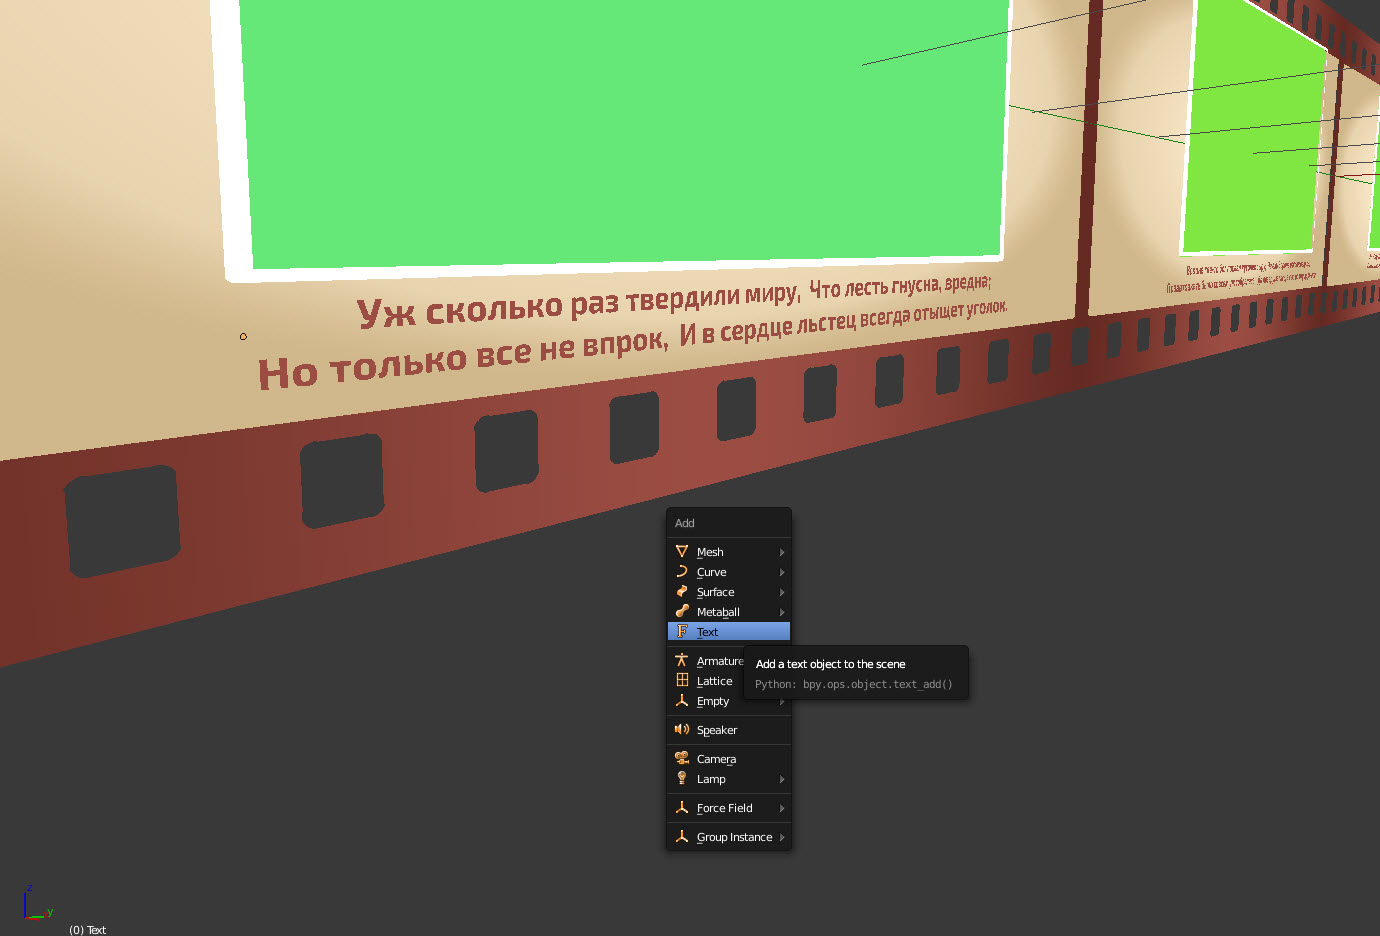 Уж сколько раз твердили миру, Что лесть гнусна, вредна;
Но только все не впрок, И в сердце льстец всегда отыщет уголок.
Add
Mesh
Curve
Surface
Metaball
Text
Armature
Add a text object to the scene
Lattice
Python: bpy.ops.object.text_add()
Empty
Speaker
Camera
Lamp
Force Field
Group Instance
z
y
(0) Text